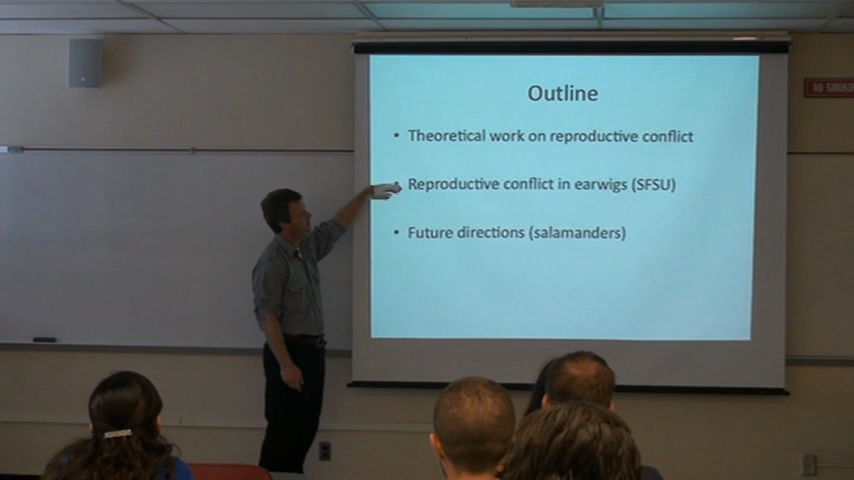 Outline
• Theoretical work on reproductive conflict
Reproductive conflict in earwigs (SFSU)
• Future directions (salamanders)
NO SMOKING